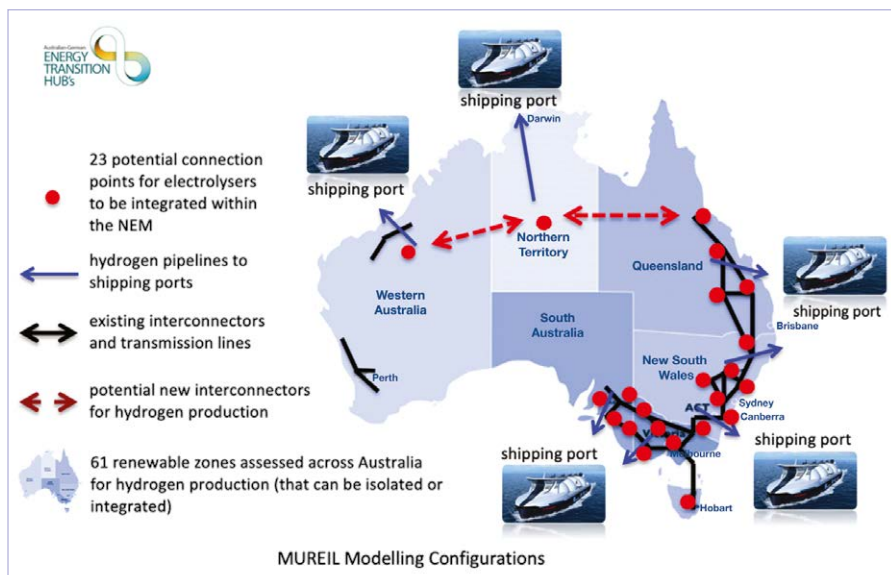 Australian-German
ENERGY
TRANSITION
HUB's
23 potential connection
points for electrolysers
to be integrated within
the NEM
hydrogen pipelines to
shipping ports
existing interconnectors
and transmission lines
potential new interconnectors
for hydrogen production
61 renewable zones assessed across Australia
for hydrogen production (that can be isolated or
integrated)
shipping port
Darwin
shipping port
Northern
Territory
Queensland
Western
Australia
South
Australia
shipping port
Brisbane
New South
Wales
Perth
Sydney
ACT
Canberra
Melbourne
shipping port
shipping port
Hobart
MUREIL Modelling Configurations